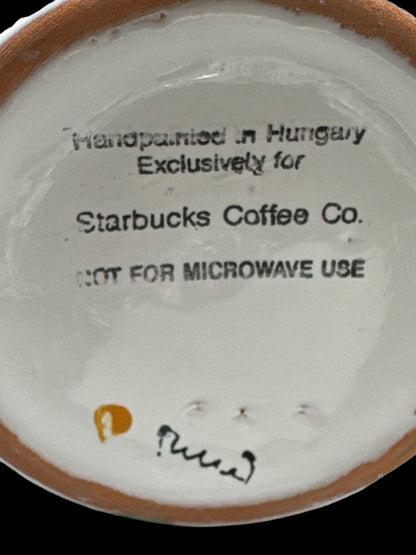 Handpainted in Hungary
Exclusively for
Starbucks Coffee Co.
NOT FOR MICROWAVE USE